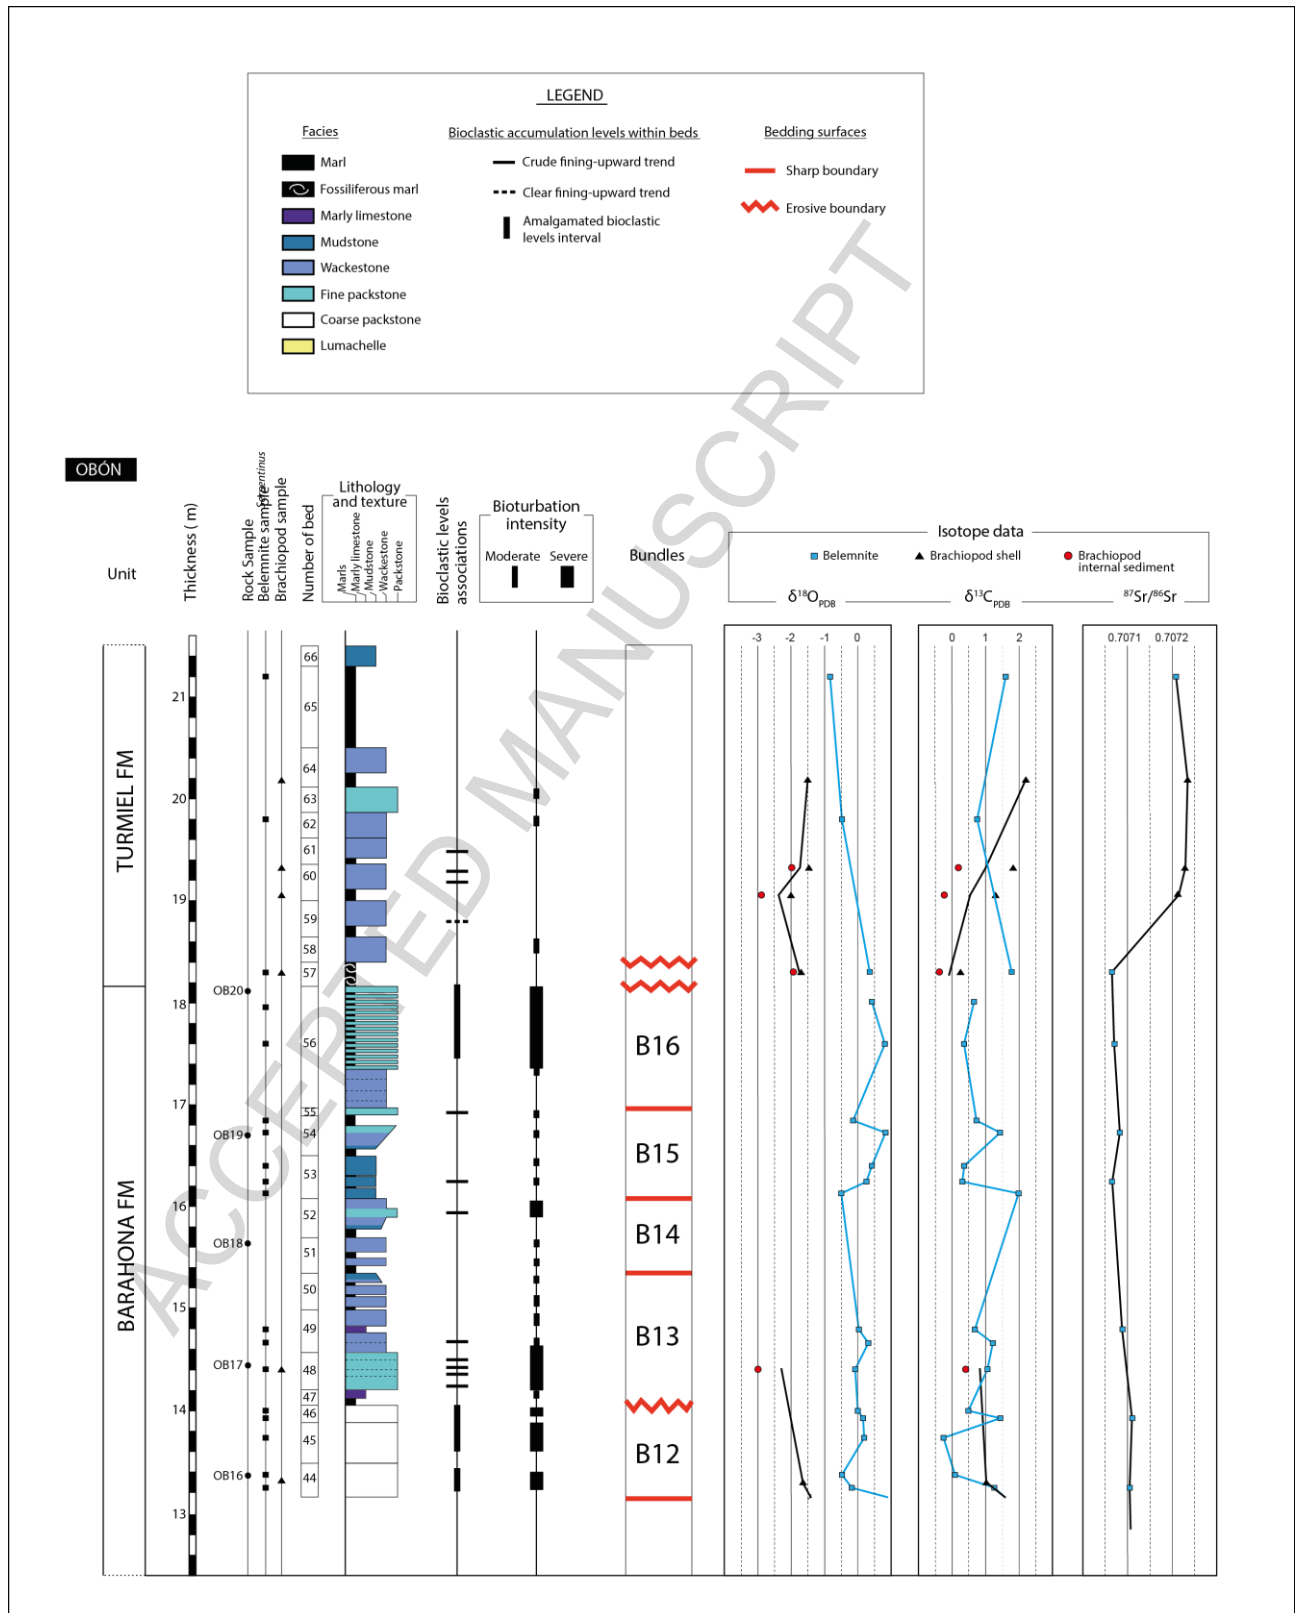 LEGEND
Facies
Marl
Fossiliferous marl
Marly limestone
Mudstone
Wackestone
Fine packstone
Coarse packstone
Lumachelle
Bioclastic accumulation levels within beds
Crude fining-upward trend
Clear fining-upward trend
Amalgamated bioclastic
levels interval
Bedding surfaces
Sharp boundary
Erosive boundary
ACCEPTED MANUSCRIPT
OBÓN
Unit
Thickness ( m)
Rock Sample
Belemnite sample
Brachiopod sample
Number of bed
Lithology
and texture
Marls
Marly limestone
Mudstone
Wackestone
Packstone
Bioclastic levels
associations
Bioturbation
intensity
Moderate
Severe
Bundles
Isotope data
Belemnite
Brachiopod shell
Brachiopod
internal sediment
δ18OPDB
δ13CPDB
87Sr/86Sr
-3 -2 -1 0
0 1 2
0.7071 0.7072
TURMIEL FM
BARAHONA FM
21
20
19
18
17
16
15
14
13
OB20
OB19
OB18
OB17
OB16
66
65
64
63
62
61
60
59
58
57
56
55
54
53
52
51
50
49
48
47
46
45
44
B16
B15
B14
B13
B12